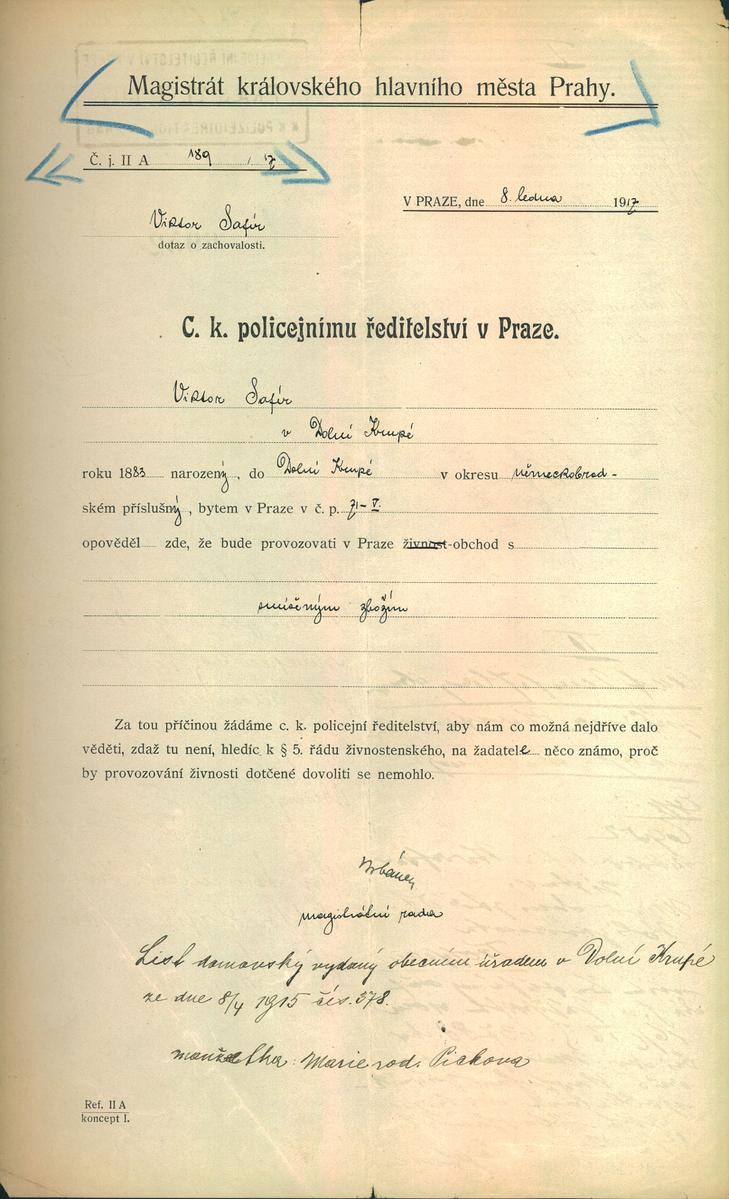 Magistrát královského hlavního města Prahy.
Č. j. II A 189 / 17
V PRAZE, dne 8. ledna 1917
Viktor Safír
dotaz o zachovalosti.
C. k. policejnímu ředitelství v Praze.
Viktor Safír
v Dolní Krupé
roku 1883 narozený, do Dolní Krupé v okresu německobrod-
ském příslušný, bytem v Praze v č. p. 71-V.
opověděl zde, že bude provozovati v Praze živnost-obchod s
smíšeným zbožím
Za tou příčinou žádáme c. k. policejní ředitelství, aby nám co možná nejdříve dalo
věděti, zdaž tu není, hledíc k § 5. řádu živnostenského, na žadatele něco známo, proč
by provozování živnosti dotčené dovoliti se nemohlo.
Urbánek
magistrátní rada
List domovský vydaný obecním úřadem v Dolní Krupé
ze dne 8/4 1915 čís. 378.
manželka: Marie rod. Pickova
Ref. II A
koncept I.